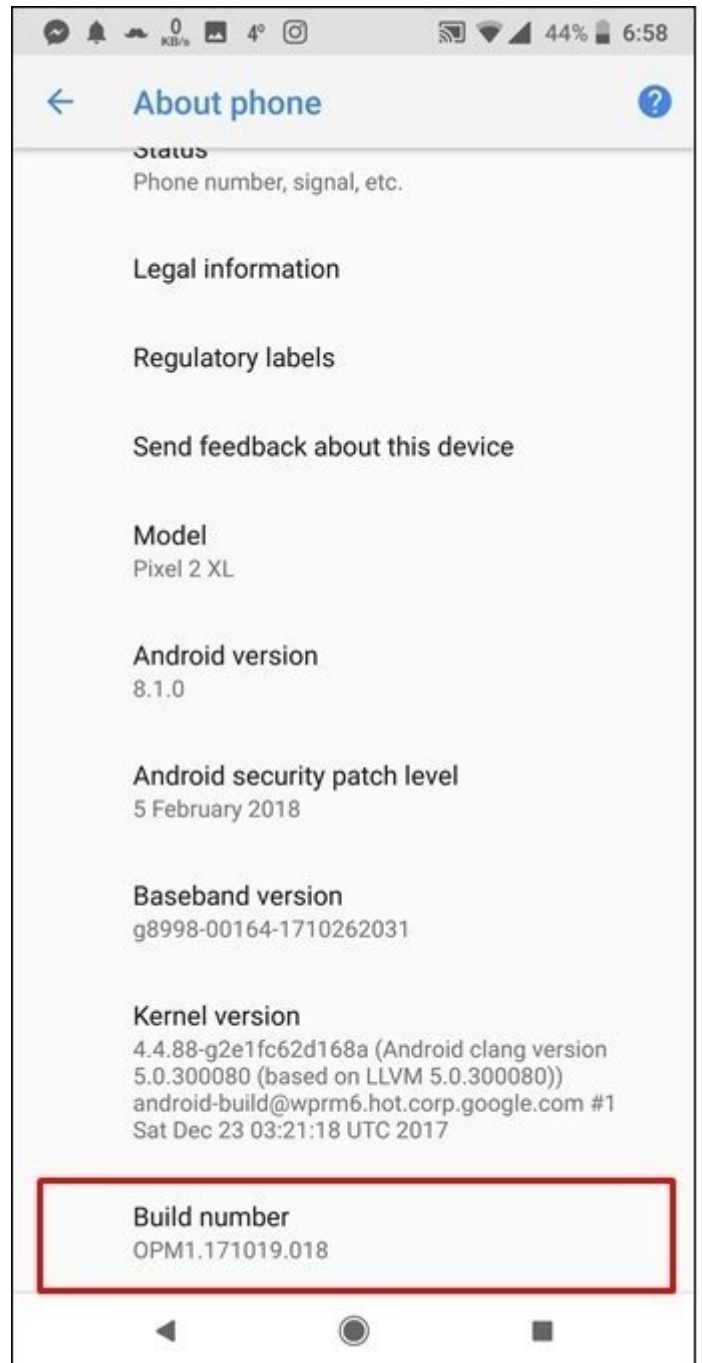 0
KB/s
4°
44%
6:58
About phone
Status
Phone number, signal, etc.
Legal information
Regulatory labels
Send feedback about this device
Model
Pixel 2 XL
Android version
8.1.0
Android security patch level
5 February 2018
Baseband version
g8998-00164-1710262031
Kernel version
4.4.88-g2e1fc62d168a (Android clang version
5.0.300080 (based on LLVM 5.0.300080))
android-build@wprm6.hot.corp.google.com #1
Sat Dec 23 03:21:18 UTC 2017
Build number
OPM1.171019.018